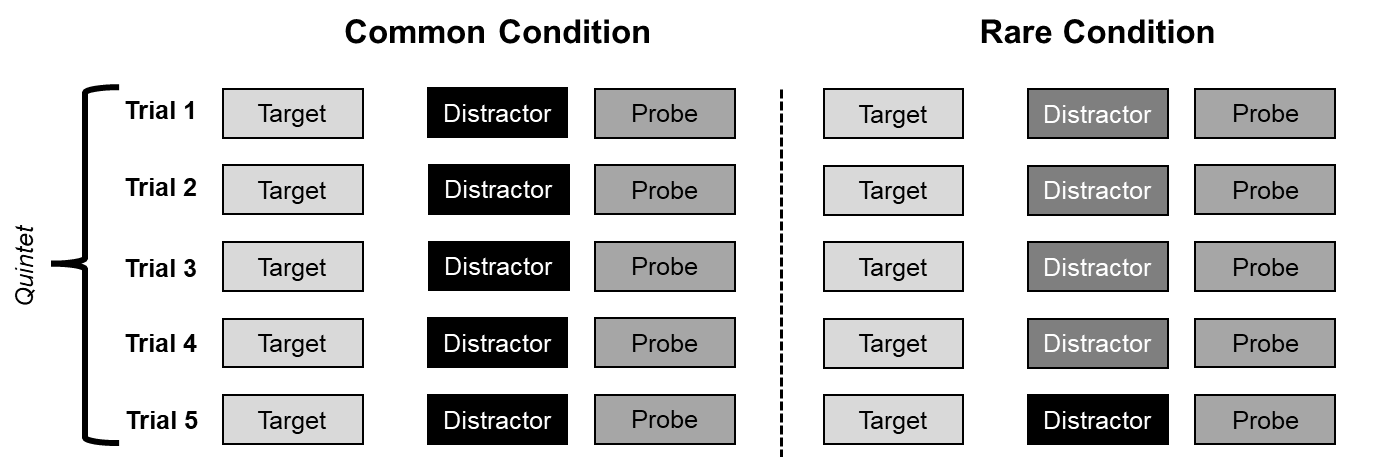 Common Condition Rare Condition
Trial 1 Target Distractor Probe Target Distractor Probe
Trial 2 Target Distractor Probe Target Distractor Probe
Quintet
Trial 3 Target Distractor Probe Target Distractor Probe
Trial 4 Target Distractor Probe Target Distractor Probe
Trial 5 Target Distractor Probe Target Distractor Probe